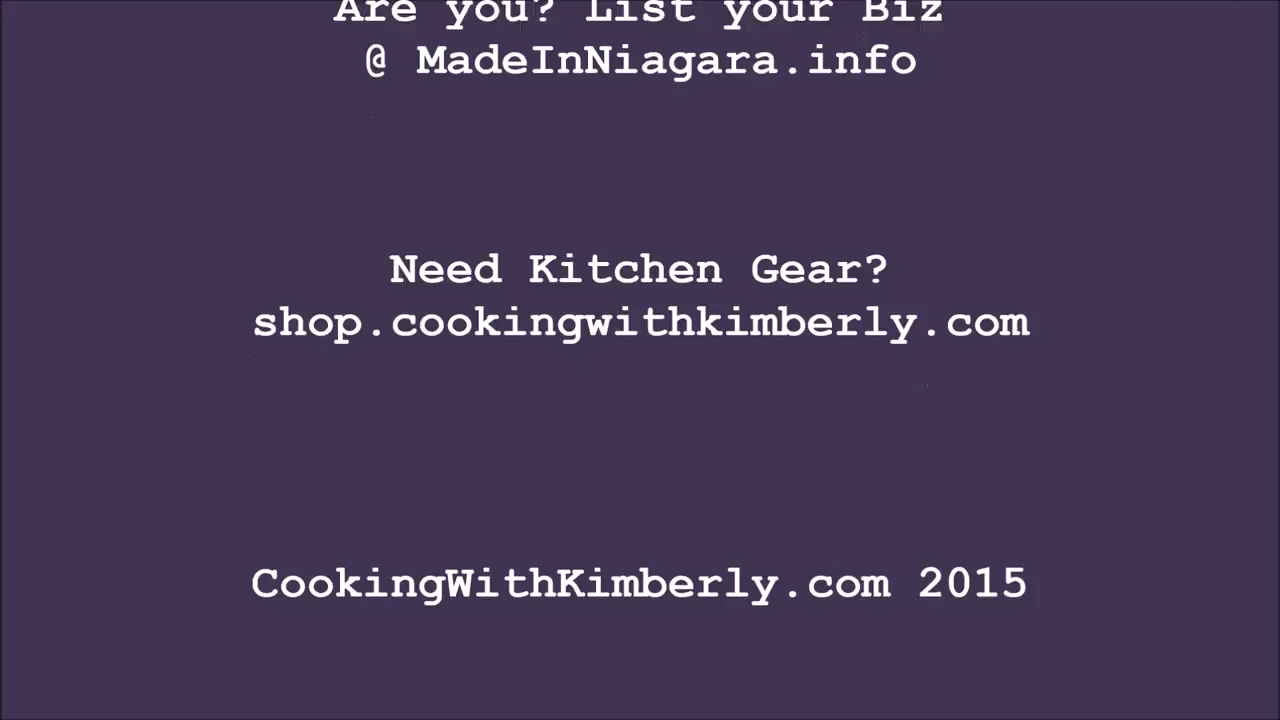 Are you? List your Biz
@ MadeInNiagara.info
Need Kitchen Gear?
shop.cookingwithkimberly.com
CookingWithKimberly.com 2015